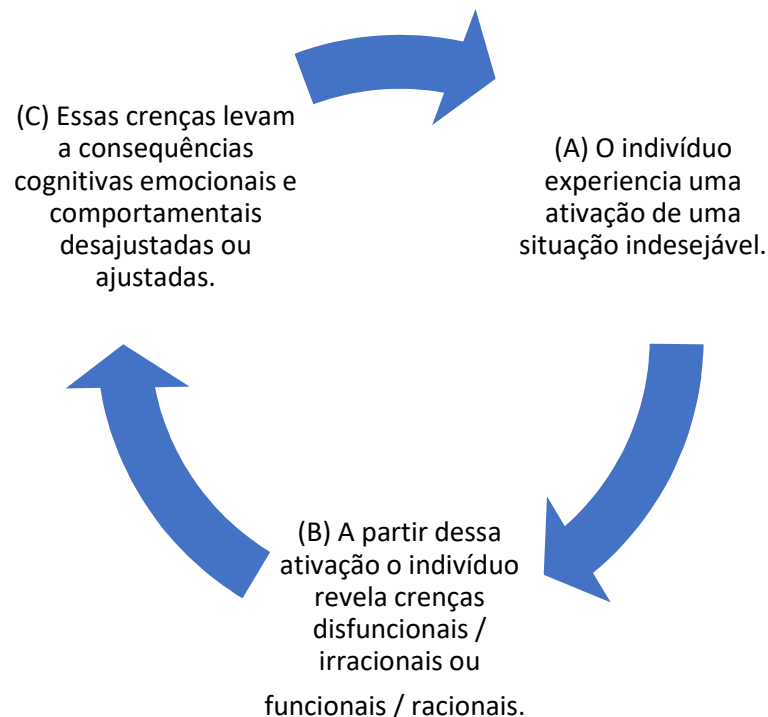 (C) Essas crenças levam
a consequências
cognitivas emocionais e
comportamentais
desajustadas ou
ajustadas.
(A) O indivíduo
experiencia uma
ativação de uma
situação indesejável.
(B) A partir dessa
ativação o indivíduo
revela crenças
disfuncionais /
irracionais ou
funcionais / racionais.